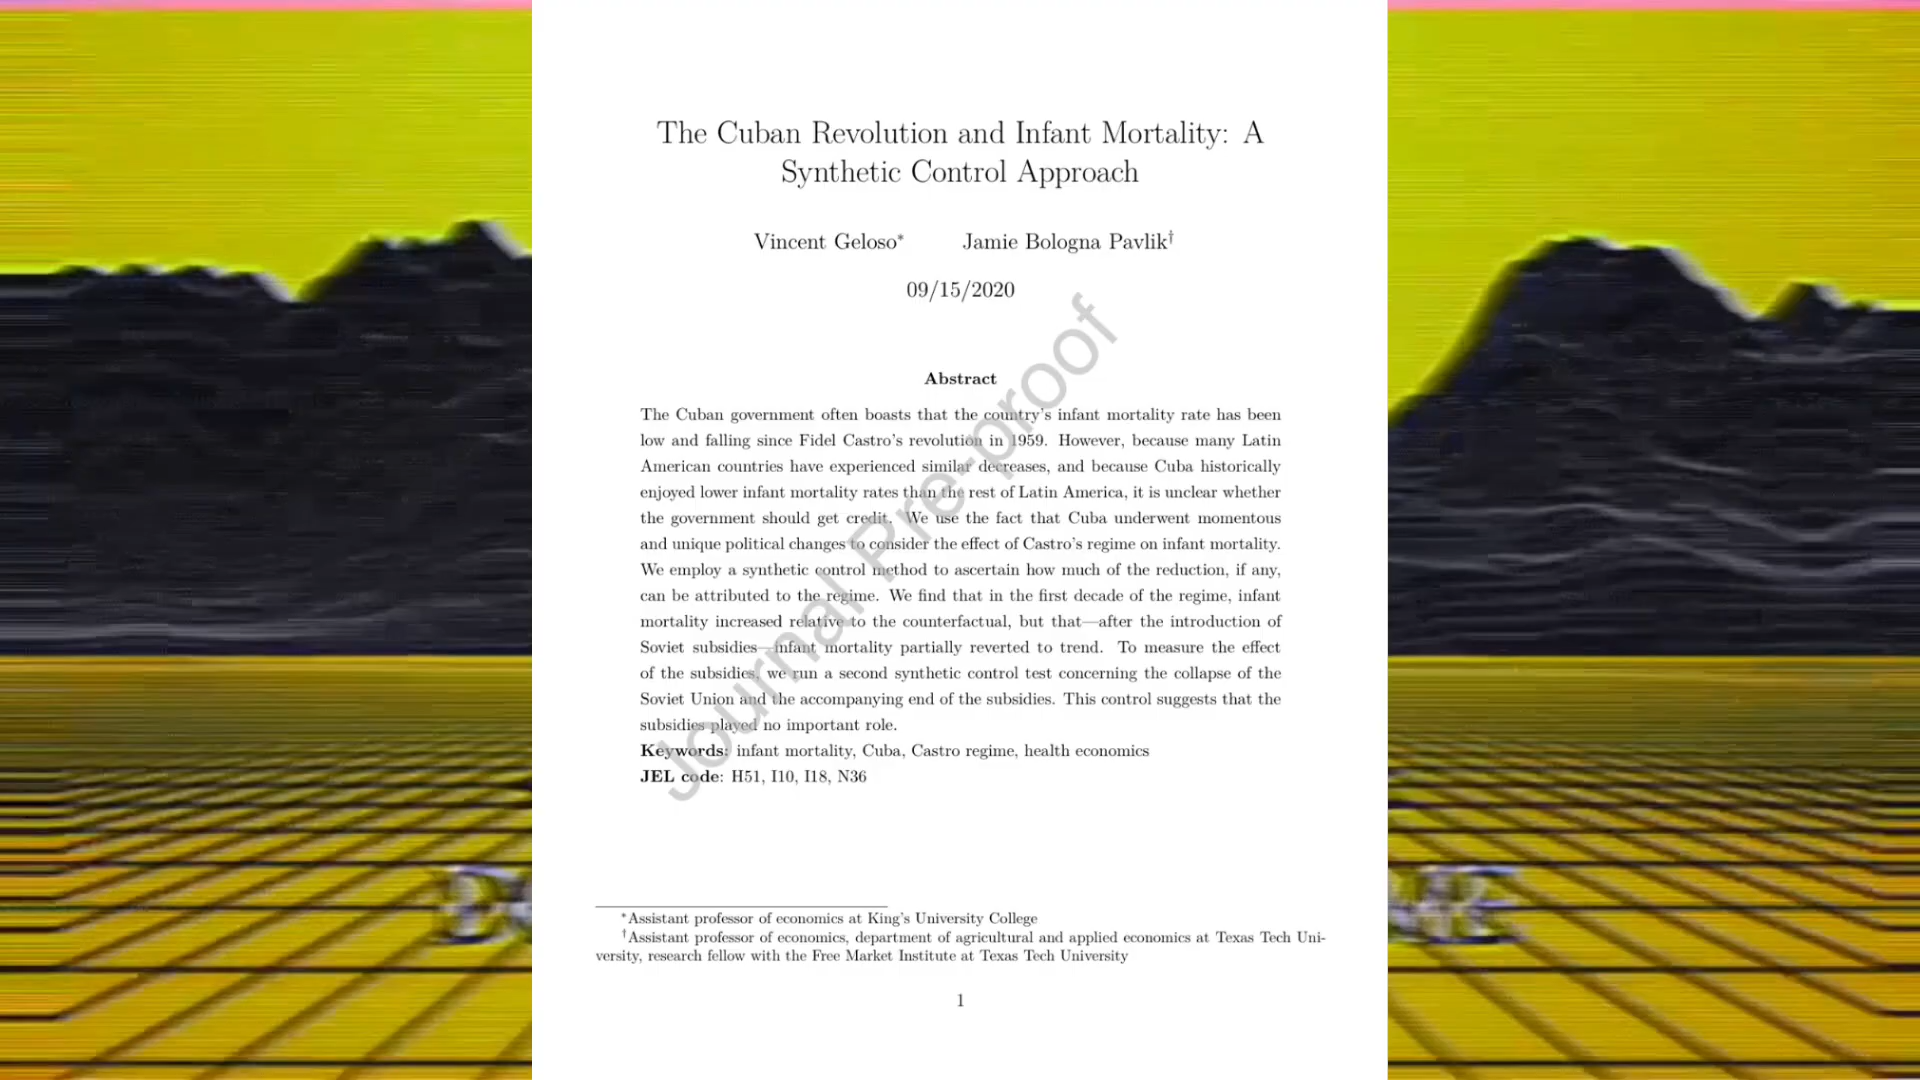 The Cuban Revolution and Infant Mortality: A
Synthetic Control Approach
Vincent Geloso* Jamie Bologna Pavlik†
09/15/2020
Abstract
The Cuban government often boasts that the country's infant mortality rate has been
low and falling since Fidel Castro's revolution in 1959. However, because many Latin
American countries have experienced similar decreases, and because Cuba historically
enjoyed lower infant mortality rates than the rest of Latin America, it is unclear whether
the government should get credit. We use the fact that Cuba underwent momentous
and unique political changes to consider the effect of Castro's regime on infant mortality.
We employ a synthetic control method to ascertain how much of the reduction, if any,
can be attributed to the regime. We find that in the first decade of the regime, infant
mortality increased relative to the counterfactual, but that—after the introduction of
Soviet subsidies—infant mortality partially reverted to trend. To measure the effect
of the subsidies, we run a second synthetic control test concerning the collapse of the
Soviet Union and the accompanying end of the subsidies. This control suggests that the
subsidies played no important role.
Keywords: infant mortality, Cuba, Castro regime, health economics
JEL code: H51, I10, I18, N36
Journal Pre-proof
*Assistant professor of economics at King's University College
†Assistant professor of economics, department of agricultural and applied economics at Texas Tech Uni-
versity, research fellow with the Free Market Institute at Texas Tech University
1